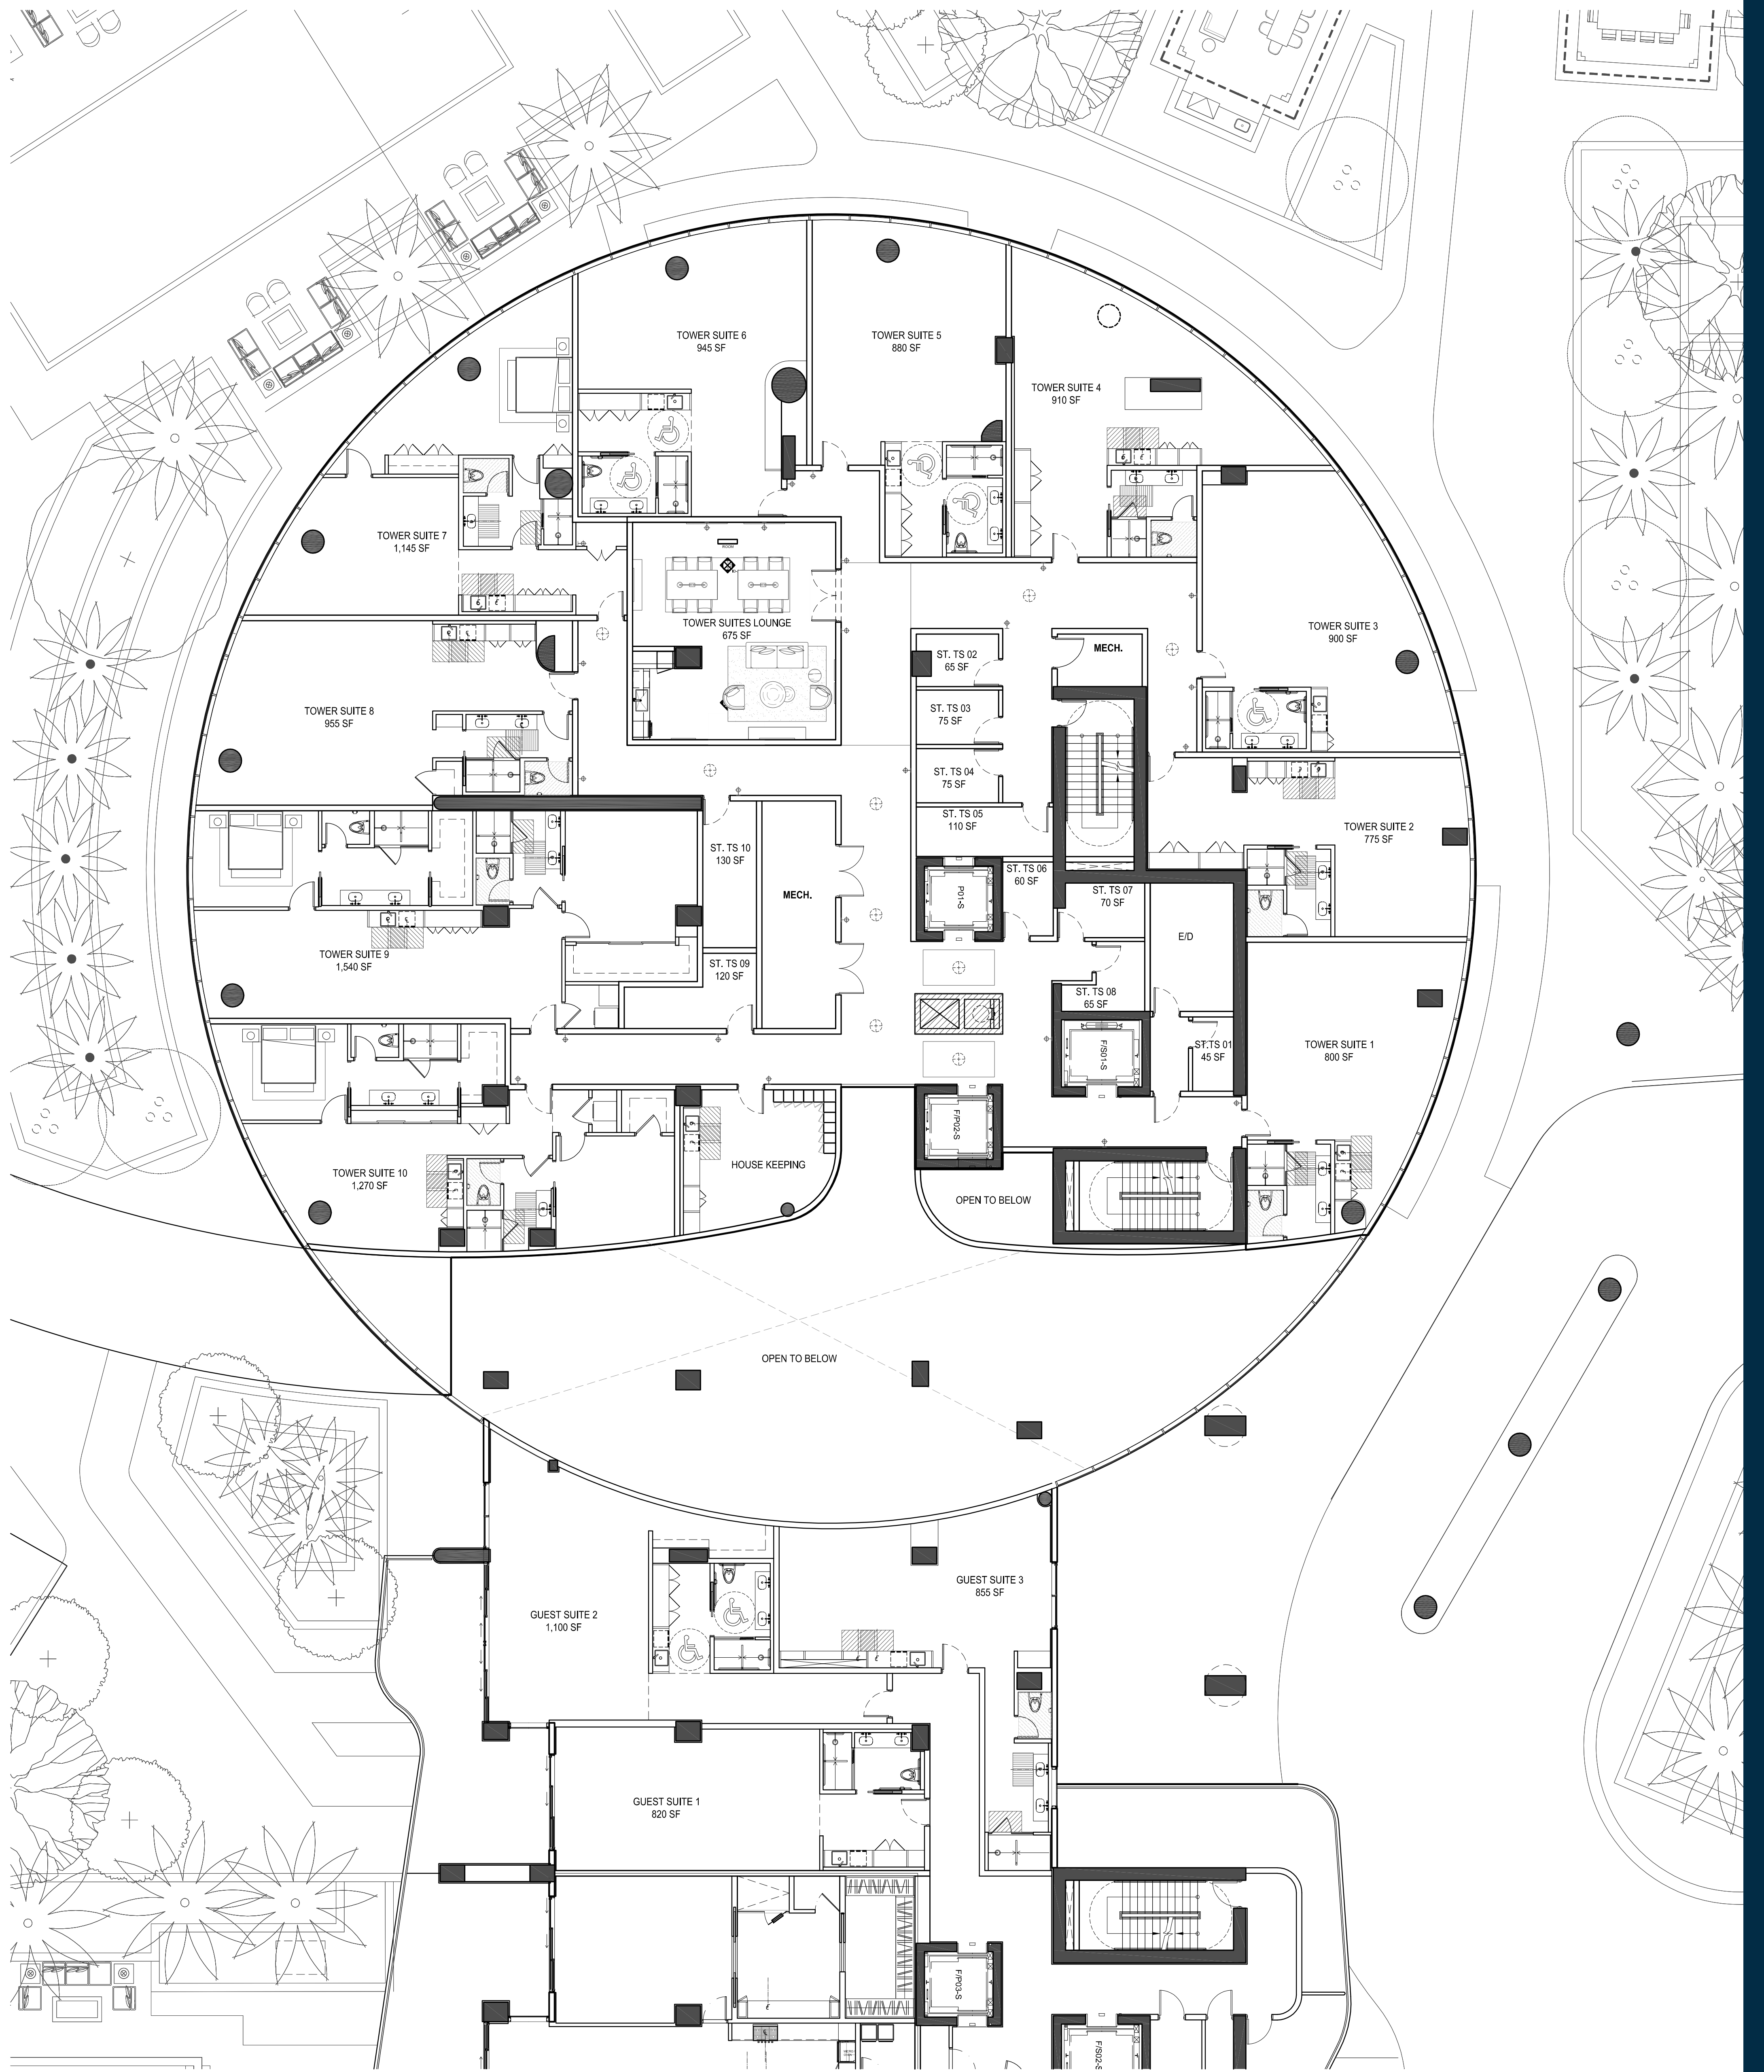 TOWER SUITE 6
945 SF
TOWER SUITE 5
880 SF
TOWER SUITE 4
910 SF
TOWER SUITE 7
1,145 SF
TOWER SUITES LOUNGE
675 SF
TOWER SUITE 3
900 SF
ST. TS 02
65 SF
MECH.
ST. TS 03
75 SF
TOWER SUITE 8
955 SF
ST. TS 04
75 SF
ST. TS 05
110 SF
TOWER SUITE 2
775 SF
ST. TS 10
130 SF
ST. TS 06
60 SF
ST. TS 07
70 SF
MECH.
P01-S
E/D
TOWER SUITE 9
1,540 SF
ST. TS 09
120 SF
ST. TS 08
65 SF
F/S01-S
ST.TS 01
45 SF
TOWER SUITE 1
800 SF
F/P02-S
TOWER SUITE 10
1,270 SF
HOUSE KEEPING
OPEN TO BELOW
OPEN TO BELOW
GUEST SUITE 3
855 SF
GUEST SUITE 2
1,100 SF
GUEST SUITE 1
820 SF
F/P03-S
F/S02-S